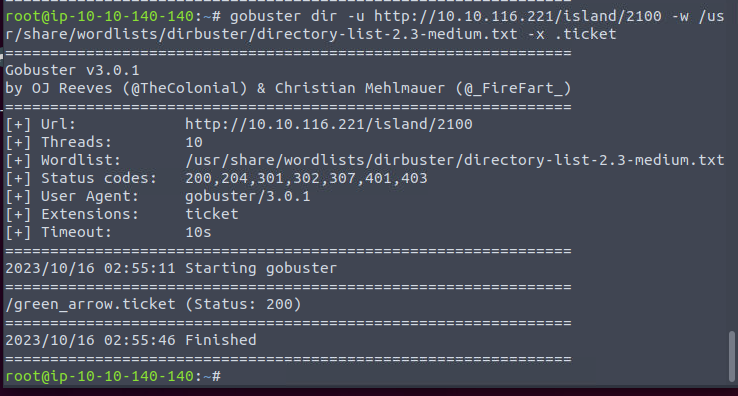 root@ip-10-10-140-140:~# gobuster dir -u http://10.10.116.221/island/2100 -w /us
r/share/wordlists/dirbuster/directory-list-2.3-medium.txt -x .ticket
===============================================================
Gobuster v3.0.1
by OJ Reeves (@TheColonial) & Christian Mehlmauer (@_FireFart_)
===============================================================
[+] Url:            http://10.10.116.221/island/2100
[+] Threads:        10
[+] Wordlist:       /usr/share/wordlists/dirbuster/directory-list-2.3-medium.txt
[+] Status codes:   200,204,301,302,307,401,403
[+] User Agent:     gobuster/3.0.1
[+] Extensions:     ticket
[+] Timeout:        10s
===============================================================
2023/10/16 02:55:11 Starting gobuster
===============================================================
/green_arrow.ticket (Status: 200)
===============================================================
2023/10/16 02:55:46 Finished
===============================================================
root@ip-10-10-140-140:~#